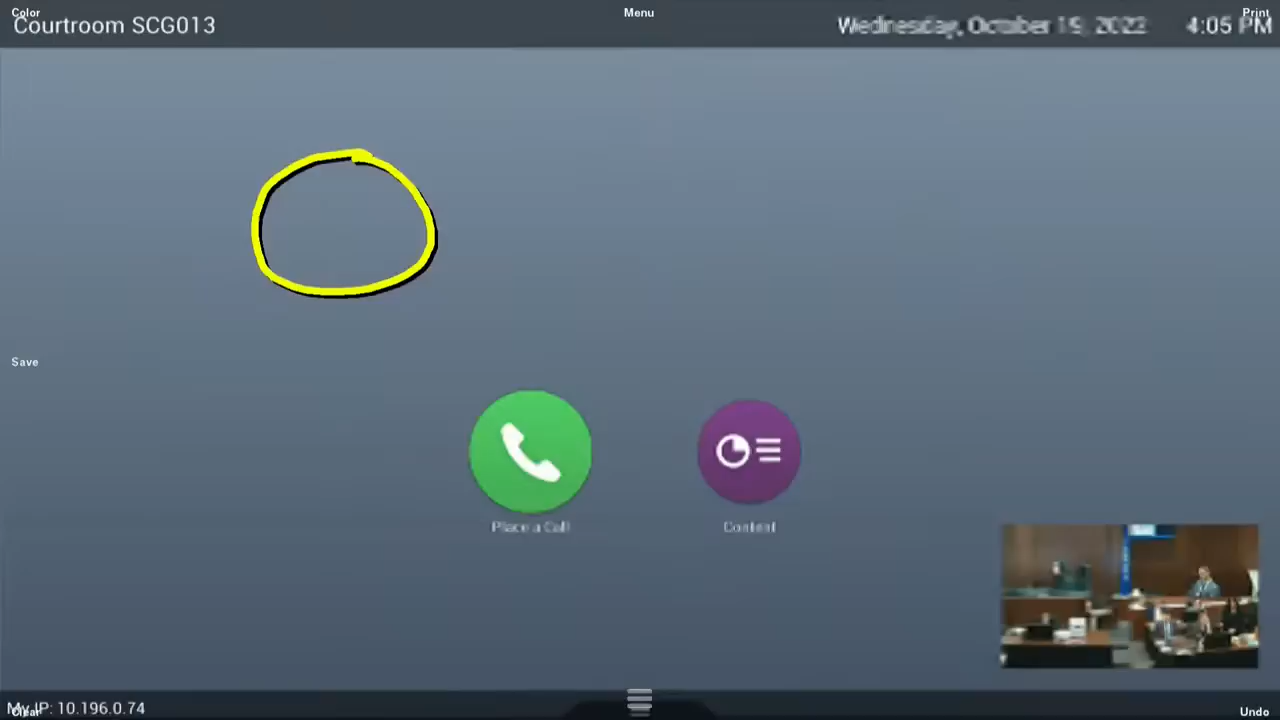 Color
Menu
Print
Courtroom SCG013
Wednesday, October 19, 2022
4:05 PM
Save
Place a Call
Content
My IP: 10.196.0.74
Clear
Undo